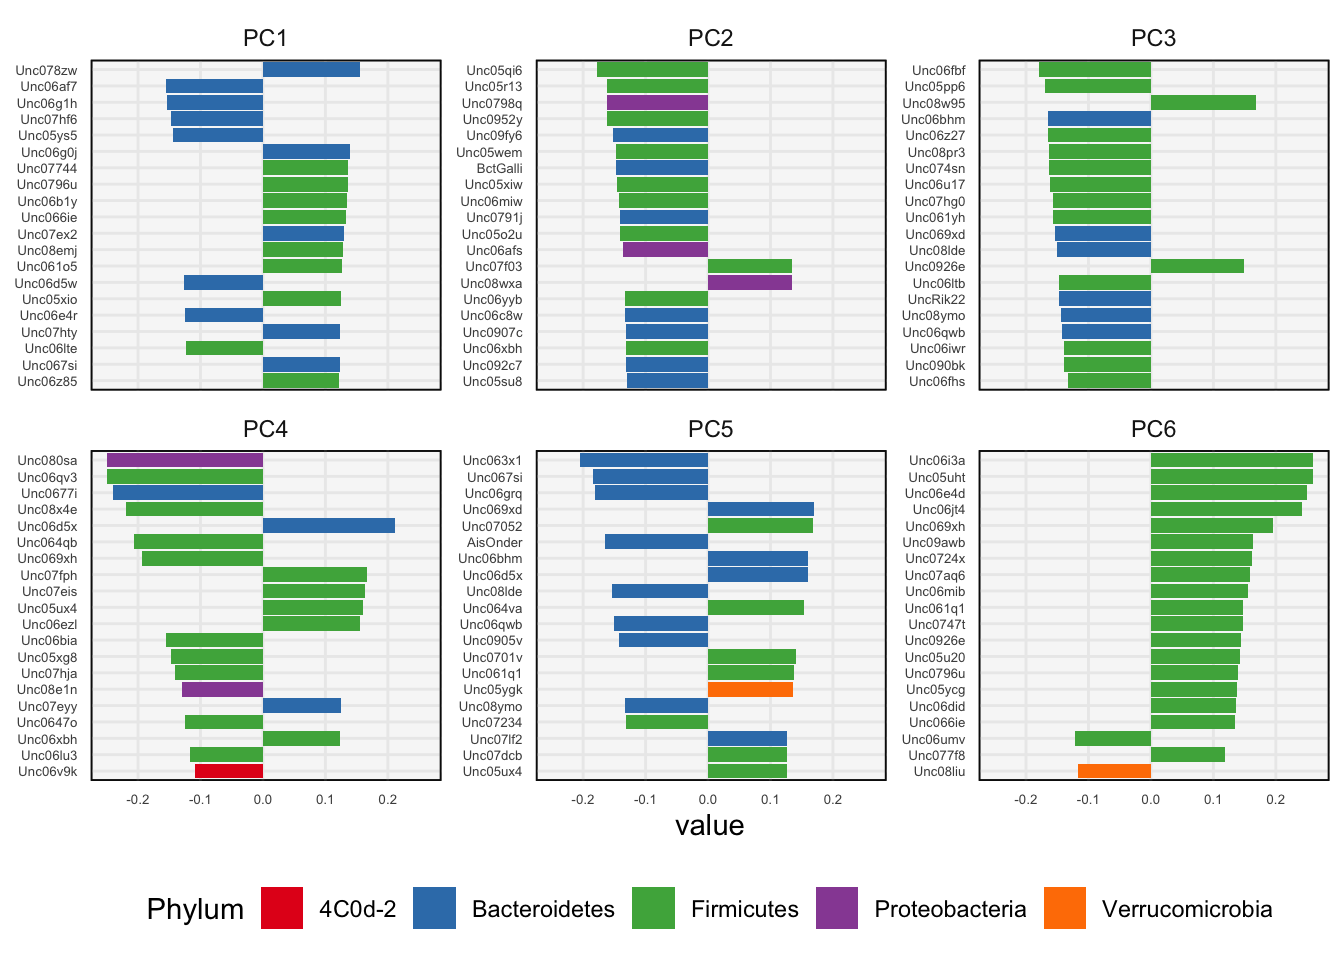 PC1
Unc078zw
Unc06af7
Unc06g1h
Unc07hf6
Unc05ys5
Unc06g0j
Unc07744
Unc0796u
Unc06b1y
Unc066ie
Unc07ex2
Unc08emj
Unc061o5
Unc06d5w
Unc05xio
Unc06e4r
Unc07hty
Unc06lte
Unc067si
Unc06z85
PC2
Unc05qi6
Unc05r13
Unc0798q
Unc0952y
Unc09fy6
Unc05wem
BctGalli
Unc05xiw
Unc06miw
Unc0791j
Unc05o2u
Unc06afs
Unc07f03
Unc08wxa
Unc06yyb
Unc06c8w
Unc0907c
Unc06xbh
Unc092c7
Unc05su8
PC3
Unc06fbf
Unc05pp6
Unc08w95
Unc06bhm
Unc06z27
Unc08pr3
Unc074sn
Unc06u17
Unc07hg0
Unc061yh
Unc069xd
Unc08lde
Unc0926e
Unc06ltb
UncRik22
Unc08ymo
Unc06qwb
Unc06iwr
Unc090bk
Unc06fhs
PC4
Unc080sa
Unc06qv3
Unc0677i
Unc08x4e
Unc06d5x
Unc064qb
Unc069xh
Unc07fph
Unc07eis
Unc05ux4
Unc06ezl
Unc06bia
Unc05xg8
Unc07hja
Unc08e1n
Unc07eyy
Unc0647o
Unc06xbh
Unc06lu3
Unc06v9k
-0.2 -0.1 0.0 0.1 0.2
PC5
Unc063x1
Unc067si
Unc06grq
Unc069xd
Unc07052
AisOnder
Unc06bhm
Unc06d5x
Unc08lde
Unc064va
Unc06qwb
Unc0905v
Unc0701v
Unc061q1
Unc05ygk
Unc08ymo
Unc07234
Unc07lf2
Unc07dcb
Unc05ux4
-0.2 -0.1 0.0 0.1 0.2
PC6
Unc06i3a
Unc05uht
Unc06e4d
Unc06jt4
Unc069xh
Unc09awb
Unc0724x
Unc07aq6
Unc06mib
Unc061q1
Unc0747t
Unc0926e
Unc05u20
Unc0796u
Unc05ycg
Unc06did
Unc066ie
Unc06umv
Unc077f8
Unc08liu
-0.2 -0.1 0.0 0.1 0.2
value
Phylum 4C0d-2 Bacteroidetes Firmicutes Proteobacteria Verrucomicrobia